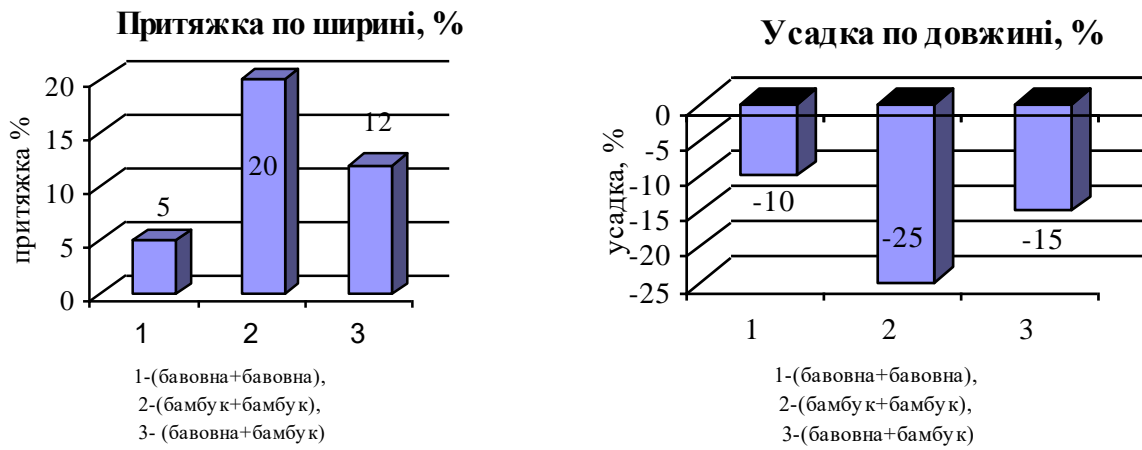 Притяжка по ширині, %
притяжка %
20
15
10
5
0
5
20
12
1 2 3
1-(бавовна+бавовна),
2-(бамбук+бамбук),
3- (бавовна+бамбук)
Усадка по довжині, %
усадка, %
0
-5
-10
-15
-20
-25
-10
-25
-15
1 2 3
1-(бавовна+бавовна),
2-(бамбук+бамбук),
3-(бавовна+бамбук)